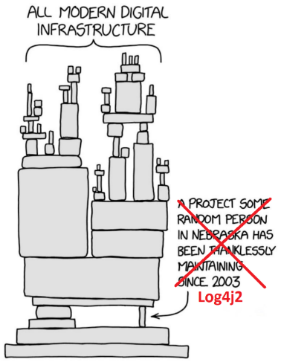 ALL MODERN DIGITAL
INFRASTRUCTURE
A PROJECT SOME
RANDOM PERSON
IN NEBRASKA HAS
BEEN THANKLESSLY
MAINTAINING
SINCE 2003
Log4j2